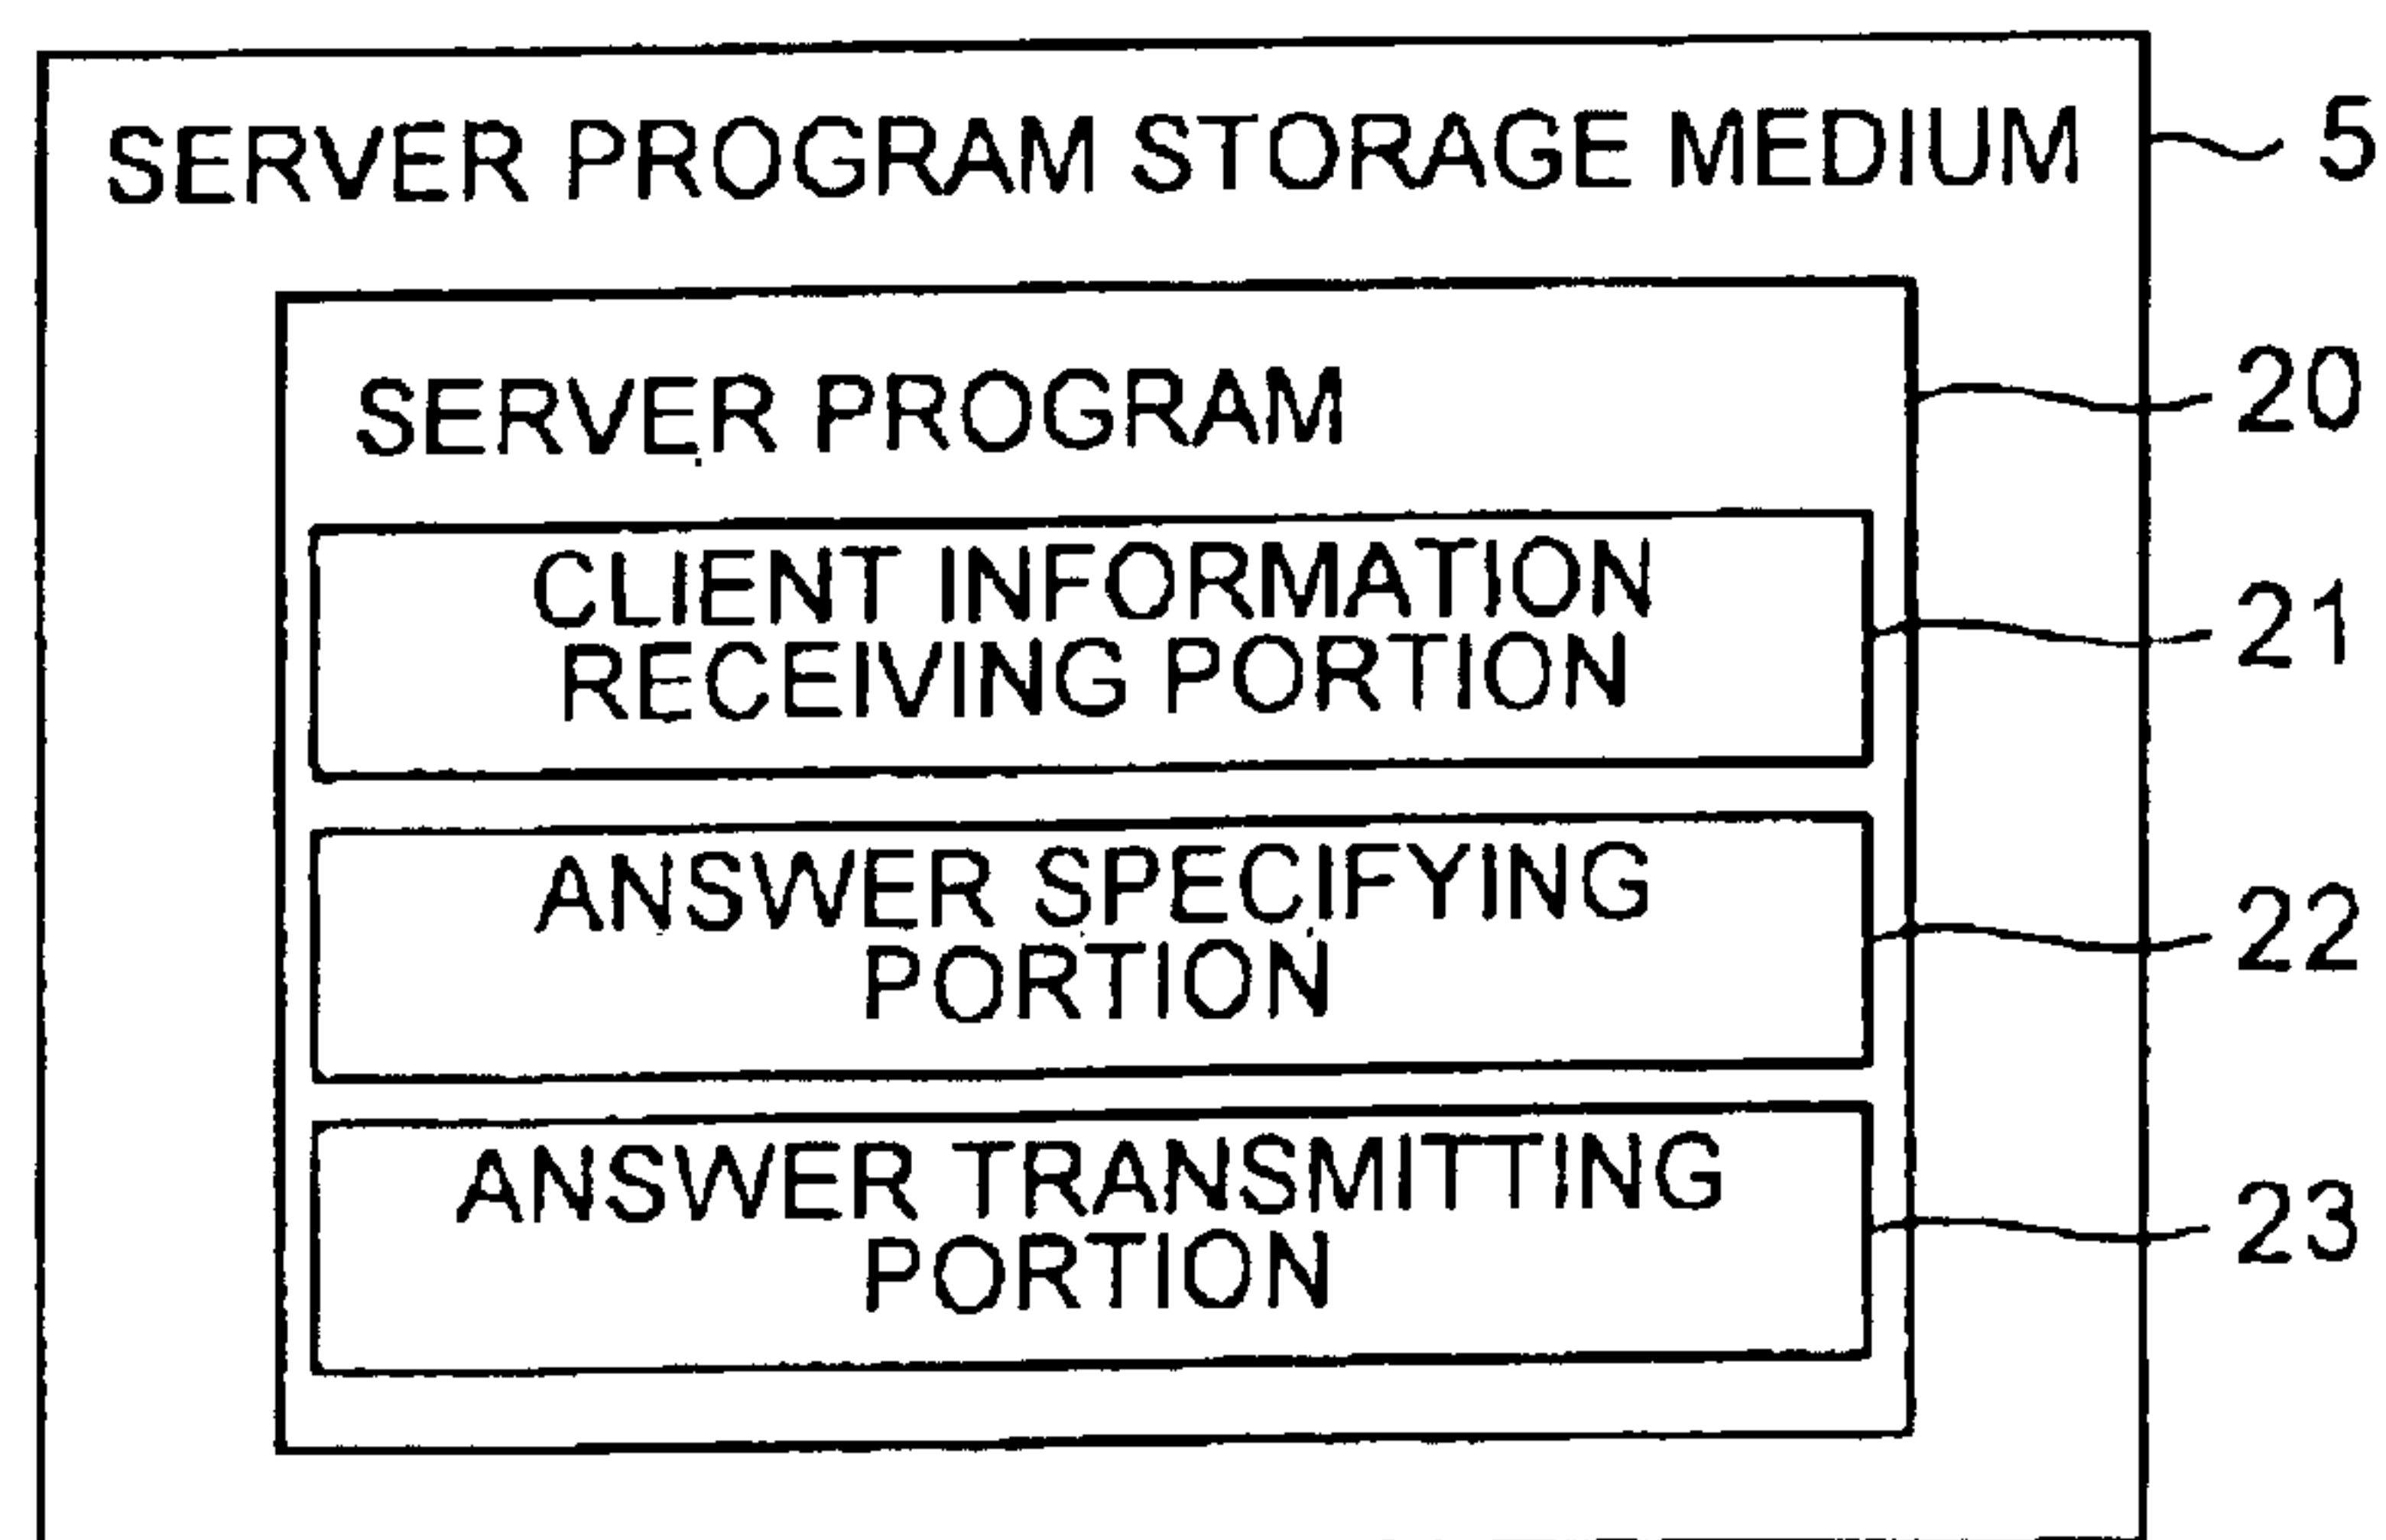 SERVER PROGRAM STORAGE MEDIUM 5
SERVER PROGRAM 20
CLIENT INFORMATION
RECEIVING PORTION 21
ANSWER SPECIFYING
PORTION 22
ANSWER TRANSMITTING
PORTION 23